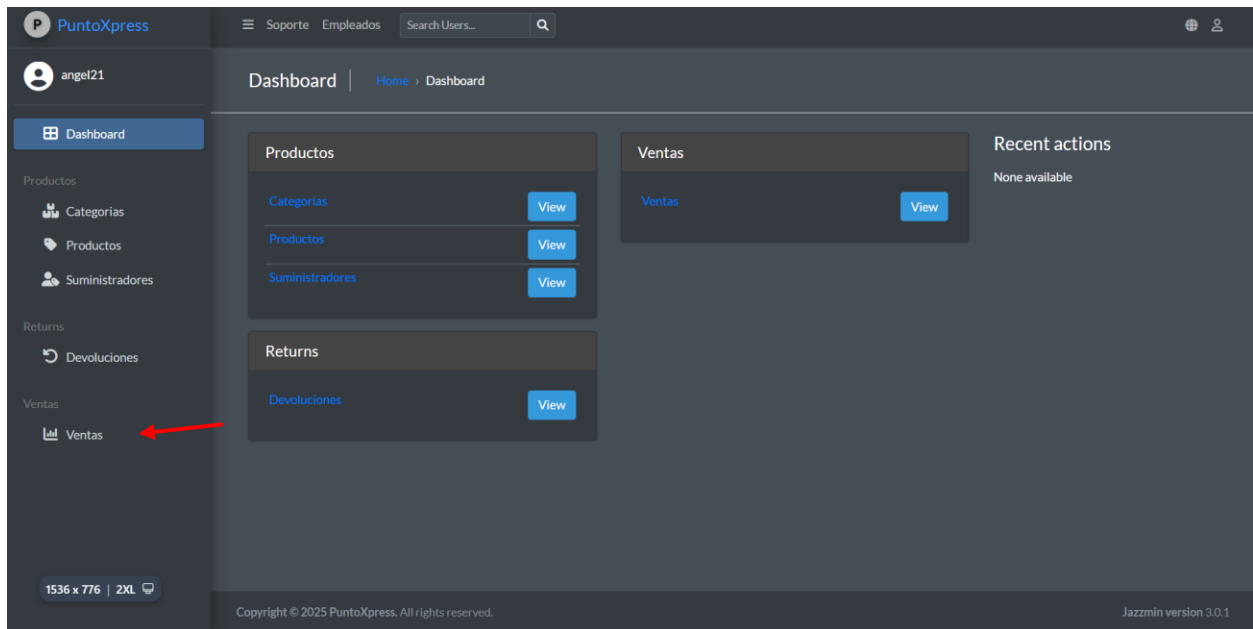 P PuntoXpress
Soporte Empleados Search Users...
angel21
Dashboard Home › Dashboard
Dashboard
Productos
Categorias
Productos
Suministradores
Returns
Devoluciones
Ventas
Ventas
Productos
Categorias View
Productos View
Suministradores View
Returns
Devoluciones View
Ventas
Ventas View
Recent actions
None available
1536 x 776 | 2XL
Copyright © 2025 PuntoXpress. All rights reserved.
Jazzmin version 3.0.1